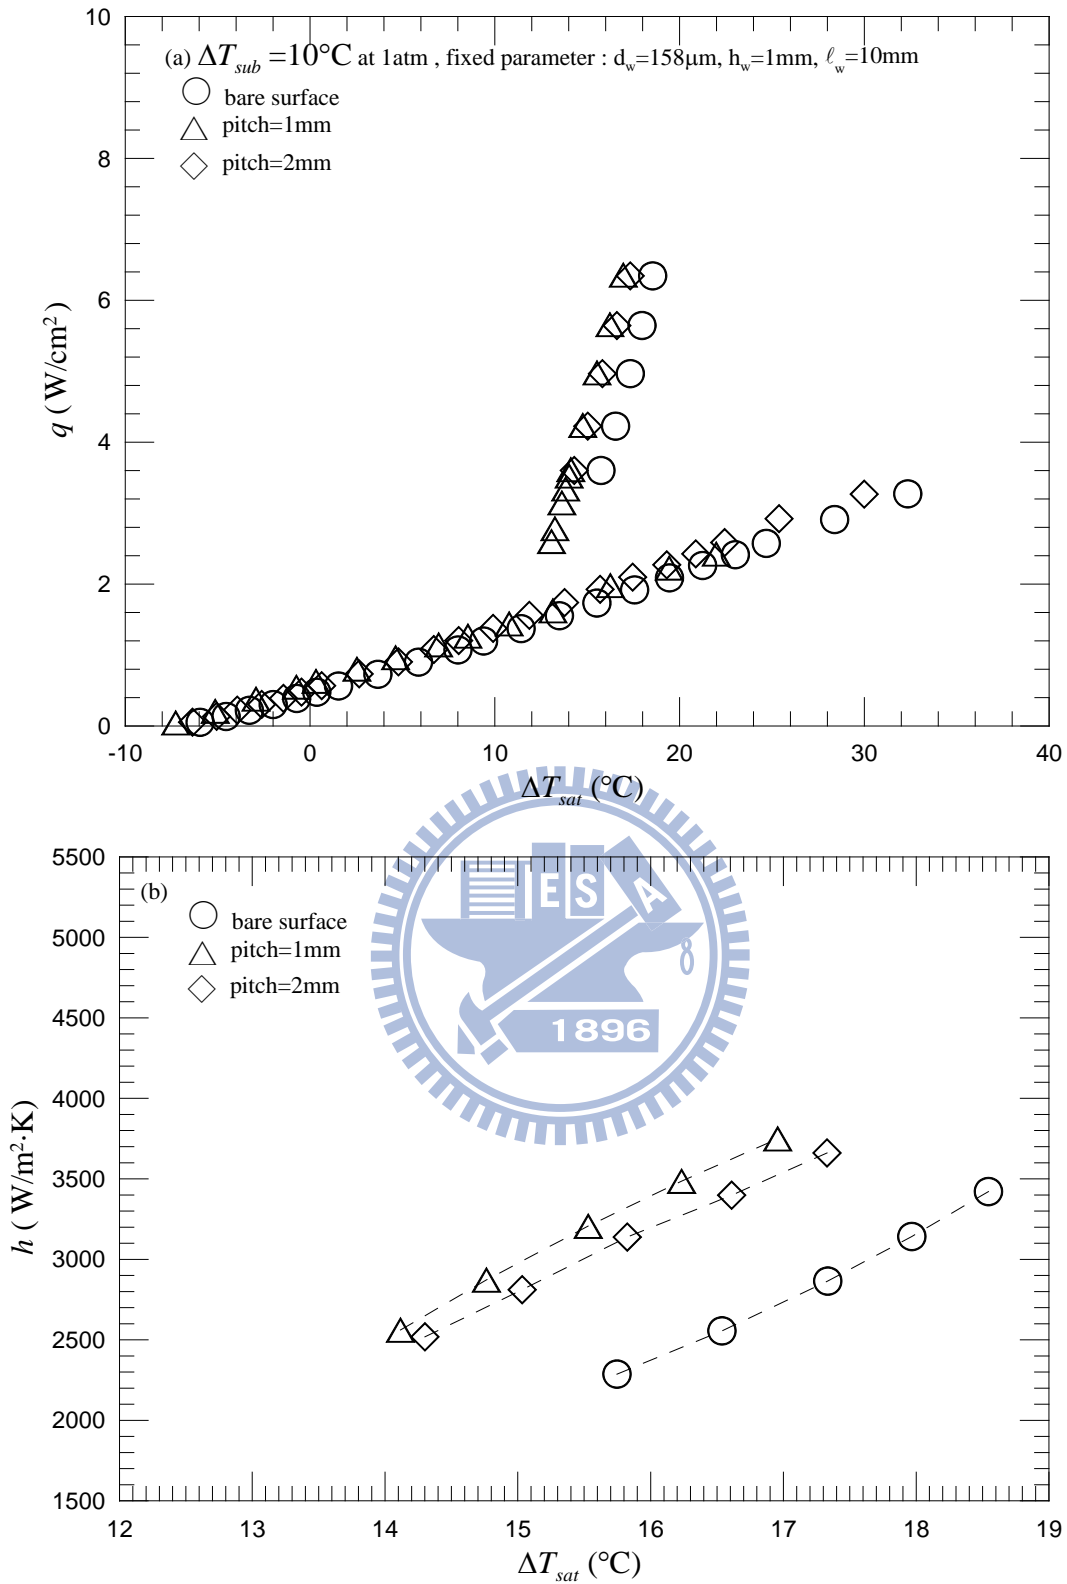 10
(a) ΔTsub =10°C at 1atm , fixed parameter : dw=158μm, hw=1mm, ℓw=10mm
bare surface
pitch=1mm
pitch=2mm
8
6
4
2
0
q ( W/cm²)
-10 0 10 20 30 40
ΔTsat (°C)
5500
(b)
bare surface
pitch=1mm
pitch=2mm
5000
4500
4000
3500
3000
2500
2000
1500
h ( W/m²·K)
E S A
1896
12 13 14 15 16 17 18 19
ΔTsat (°C)